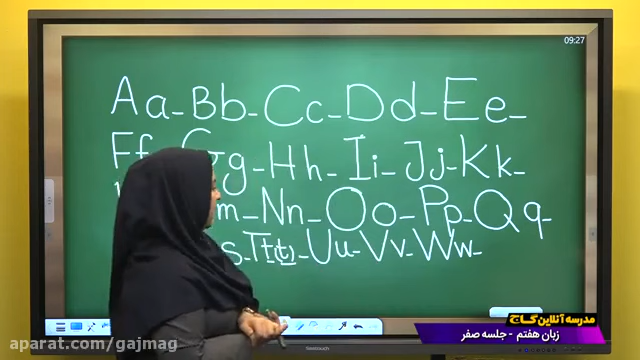 09:27
Aa - Bb - Cc - Dd - Ee -
Ff Gg - Hh - Ii - Jj - Kk -
m - Nn - Oo - Pp - Qq -
s - Tt(t) - Uu - Vv - Ww -
مدرسه آنلاین گاج
زبان هفتم - جلسه صفر
aparat.com/gajmag